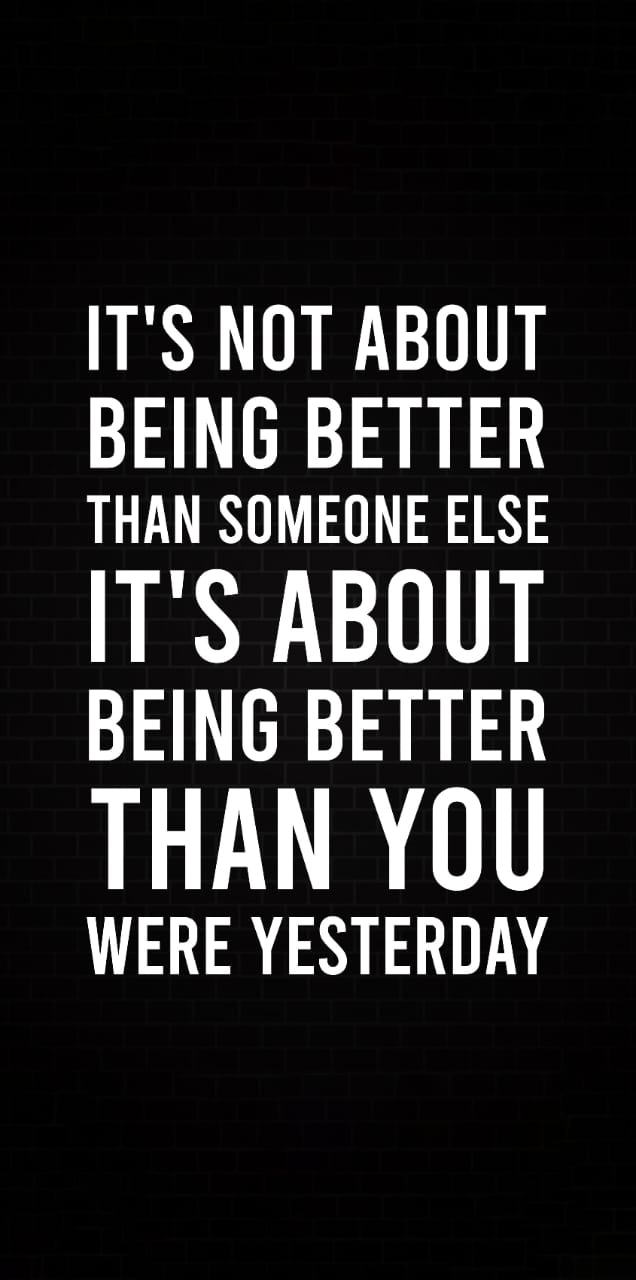 IT'S NOT ABOUT
BEING BETTER
THAN SOMEONE ELSE
IT'S ABOUT
BEING BETTER
THAN YOU
WERE YESTERDAY